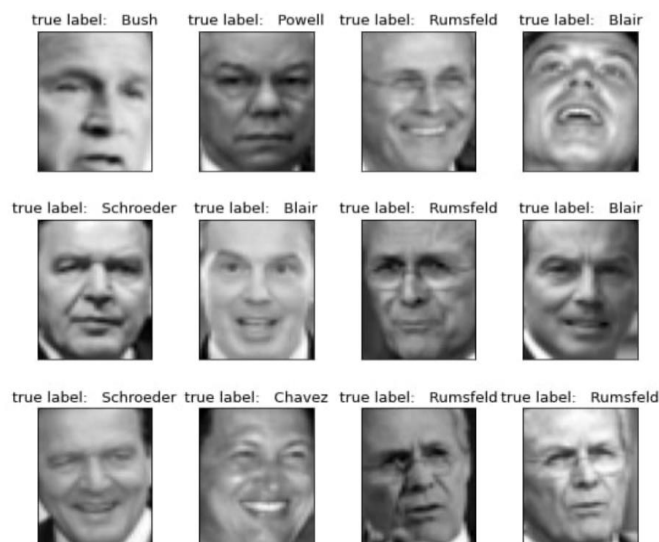 true label:   Bush true label:   Powell true label:   Rumsfeld true label:   Blair
true label:   Schroeder true label:   Blair true label:   Rumsfeld true label:   Blair
true label:   Schroeder true label:   Chavez true label:   Rumsfeld true label:   Rumsfeld